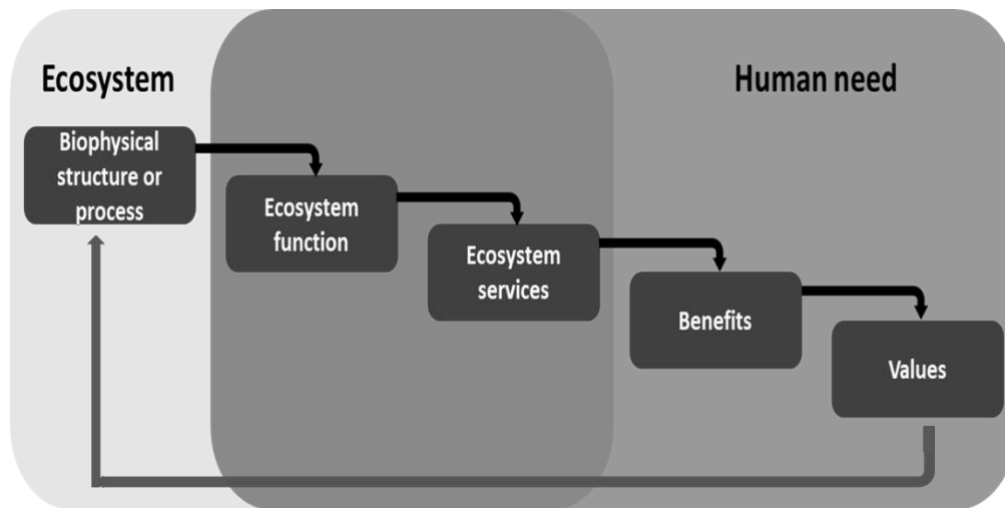 Ecosystem
Human need
Biophysical
structure or
process
Ecosystem
function
Ecosystem
services
Benefits
Values